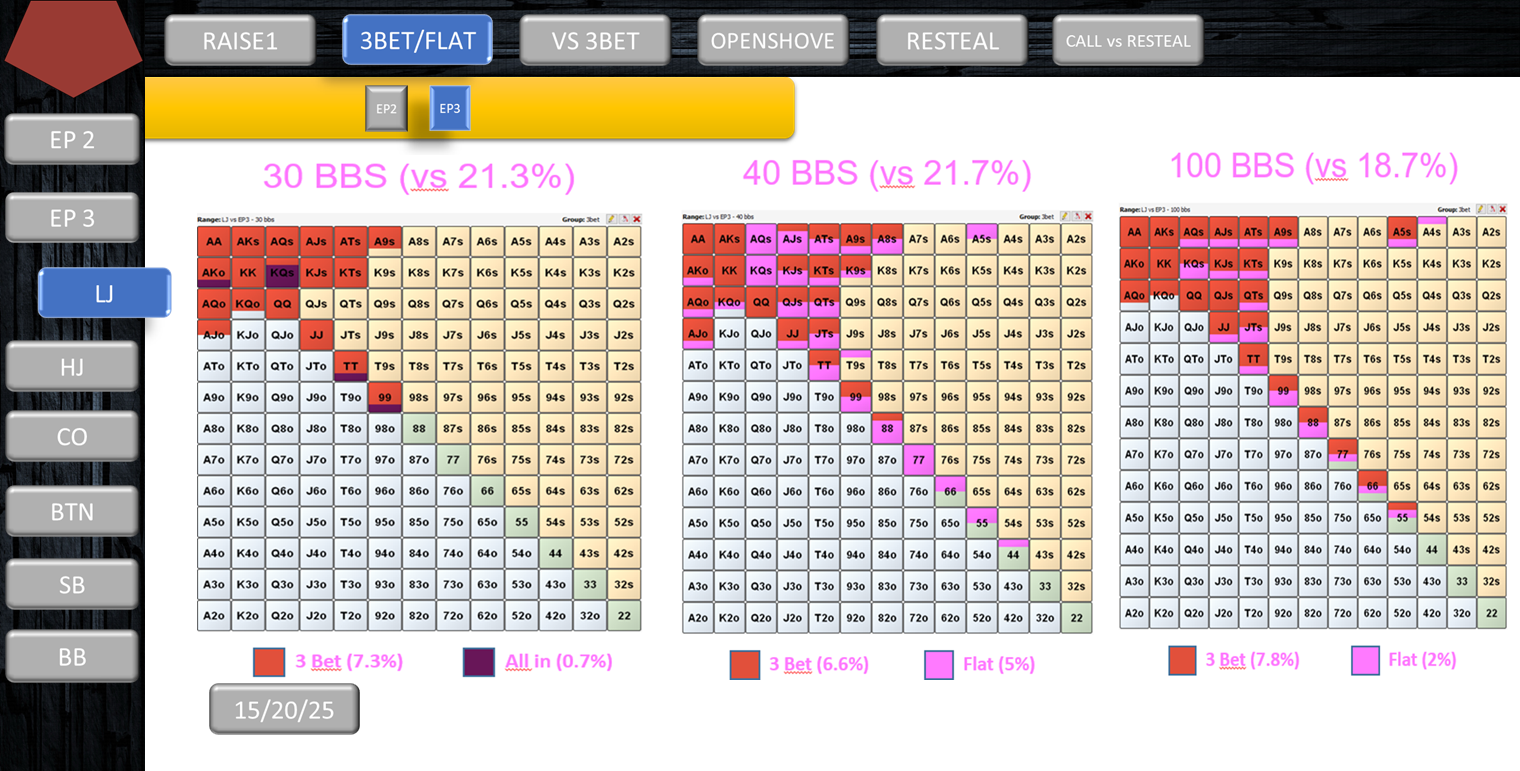 RAISE1 3BET/FLAT VS 3BET OPENSHOVE RESTEAL CALL vs RESTEAL
EP2 EP3
EP 2
EP 3
LJ
HJ
CO
BTN
SB
BB
30 BBS (vs 21.3%)
Range: LJ vs EP3 - 30 bbs Group: 3bet
AA AKs AQs AJs ATs A9s A8s A7s A6s A5s A4s A3s A2s
AKo KK KQs KJs KTs K9s K8s K7s K6s K5s K4s K3s K2s
AQo KQo QQ QJs QTs Q9s Q8s Q7s Q6s Q5s Q4s Q3s Q2s
AJo KJo QJo JJ JTs J9s J8s J7s J6s J5s J4s J3s J2s
ATo KTo QTo JTo TT T9s T8s T7s T6s T5s T4s T3s T2s
A9o K9o Q9o J9o T9o 99 98s 97s 96s 95s 94s 93s 92s
A8o K8o Q8o J8o T8o 98o 88 87s 86s 85s 84s 83s 82s
A7o K7o Q7o J7o T7o 97o 87o 77 76s 75s 74s 73s 72s
A6o K6o Q6o J6o T6o 96o 86o 76o 66 65s 64s 63s 62s
A5o K5o Q5o J5o T5o 95o 85o 75o 65o 55 54s 53s 52s
A4o K4o Q4o J4o T4o 94o 84o 74o 64o 54o 44 43s 42s
A3o K3o Q3o J3o T3o 93o 83o 73o 63o 53o 43o 33 32s
A2o K2o Q2o J2o T2o 92o 82o 72o 62o 52o 42o 32o 22
3 Bet (7.3%) All in (0.7%)
15/20/25
40 BBS (vs 21.7%)
Range: LJ vs EP3 - 40 bbs Group: 3bet
AA AKs AQs AJs ATs A9s A8s A7s A6s A5s A4s A3s A2s
AKo KK KQs KJs KTs K9s K8s K7s K6s K5s K4s K3s K2s
AQo KQo QQ QJs QTs Q9s Q8s Q7s Q6s Q5s Q4s Q3s Q2s
AJo KJo QJo JJ JTs J9s J8s J7s J6s J5s J4s J3s J2s
ATo KTo QTo JTo TT T9s T8s T7s T6s T5s T4s T3s T2s
A9o K9o Q9o J9o T9o 99 98s 97s 96s 95s 94s 93s 92s
A8o K8o Q8o J8o T8o 98o 88 87s 86s 85s 84s 83s 82s
A7o K7o Q7o J7o T7o 97o 87o 77 76s 75s 74s 73s 72s
A6o K6o Q6o J6o T6o 96o 86o 76o 66 65s 64s 63s 62s
A5o K5o Q5o J5o T5o 95o 85o 75o 65o 55 54s 53s 52s
A4o K4o Q4o J4o T4o 94o 84o 74o 64o 54o 44 43s 42s
A3o K3o Q3o J3o T3o 93o 83o 73o 63o 53o 43o 33 32s
A2o K2o Q2o J2o T2o 92o 82o 72o 62o 52o 42o 32o 22
3 Bet (6.6%) Flat (5%)
100 BBS (vs 18.7%)
Range: LJ vs EP3 - 100 bbs Group: 3bet
AA AKs AQs AJs ATs A9s A8s A7s A6s A5s A4s A3s A2s
AKo KK KQs KJs KTs K9s K8s K7s K6s K5s K4s K3s K2s
AQo KQo QQ QJs QTs Q9s Q8s Q7s Q6s Q5s Q4s Q3s Q2s
AJo KJo QJo JJ JTs J9s J8s J7s J6s J5s J4s J3s J2s
ATo KTo QTo JTo TT T9s T8s T7s T6s T5s T4s T3s T2s
A9o K9o Q9o J9o T9o 99 98s 97s 96s 95s 94s 93s 92s
A8o K8o Q8o J8o T8o 98o 88 87s 86s 85s 84s 83s 82s
A7o K7o Q7o J7o T7o 97o 87o 77 76s 75s 74s 73s 72s
A6o K6o Q6o J6o T6o 96o 86o 76o 66 65s 64s 63s 62s
A5o K5o Q5o J5o T5o 95o 85o 75o 65o 55 54s 53s 52s
A4o K4o Q4o J4o T4o 94o 84o 74o 64o 54o 44 43s 42s
A3o K3o Q3o J3o T3o 93o 83o 73o 63o 53o 43o 33 32s
A2o K2o Q2o J2o T2o 92o 82o 72o 62o 52o 42o 32o 22
3 Bet (7.8%) Flat (2%)